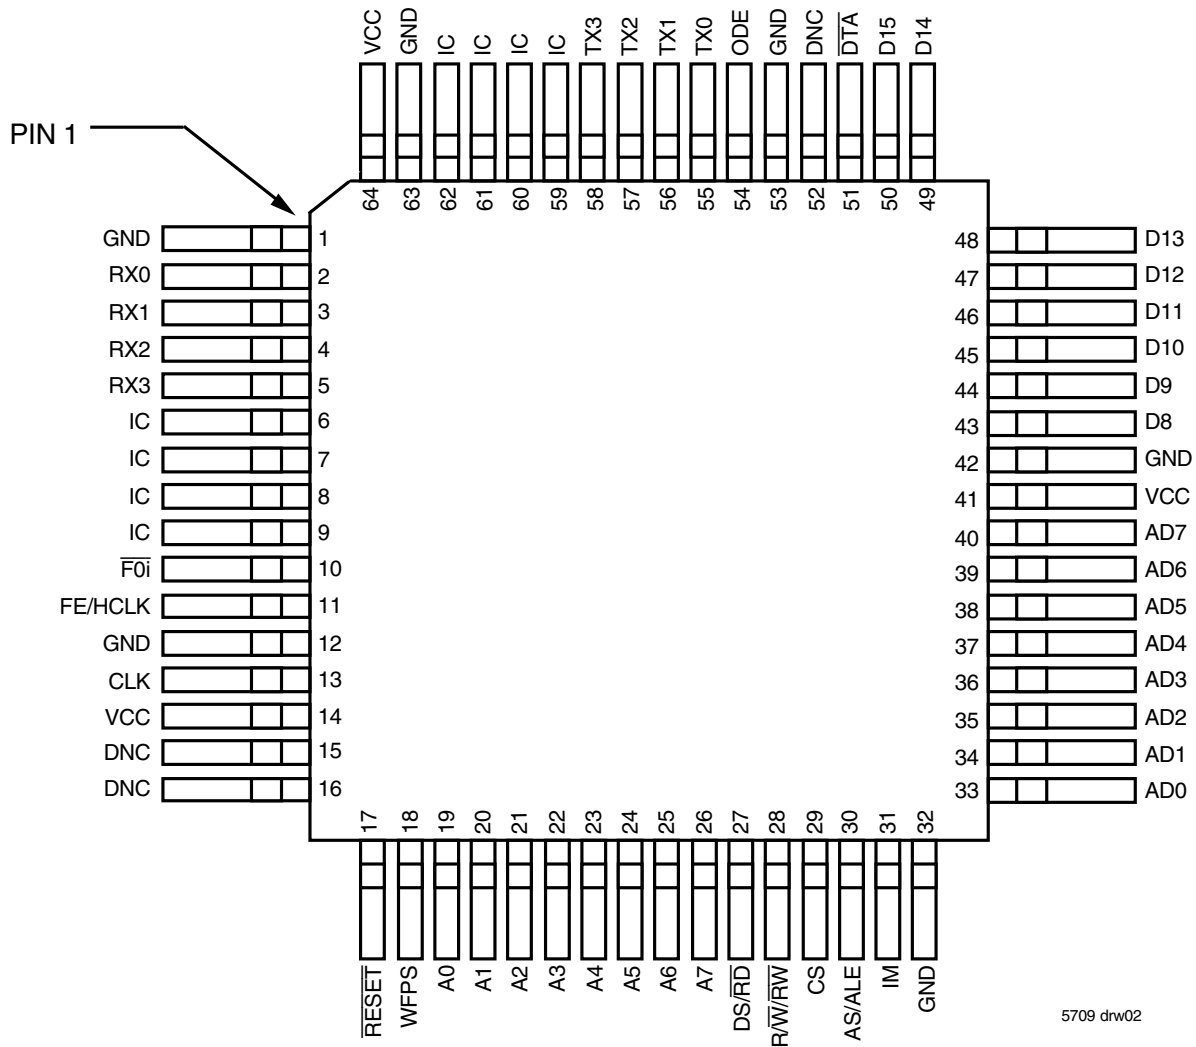 VCC
GND
IC
IC
IC
IC
TX3
TX2
TX1
TX0
ODE
GND
DNC
D̅T̅A̅
D15
D14
PIN 1
64
63
62
61
60
59
58
57
56
55
54
53
52
51
50
49
GND 1
RX0 2
RX1 3
RX2 4
RX3 5
IC 6
IC 7
IC 8
IC 9
F̅0̅i̅ 10
FE/HCLK 11
GND 12
CLK 13
VCC 14
DNC 15
DNC 16
48 D13
47 D12
46 D11
45 D10
44 D9
43 D8
42 GND
41 VCC
40 AD7
39 AD6
38 AD5
37 AD4
36 AD3
35 AD2
34 AD1
33 AD0
17
18
19
20
21
22
23
24
25
26
27
28
29
30
31
32
R̅E̅S̅E̅T̅
WFPS
A0
A1
A2
A3
A4
A5
A6
A7
DS/R̅D̅
R/W̅/R̅W̅
CS
AS/ALE
IM
GND
5709 drw02